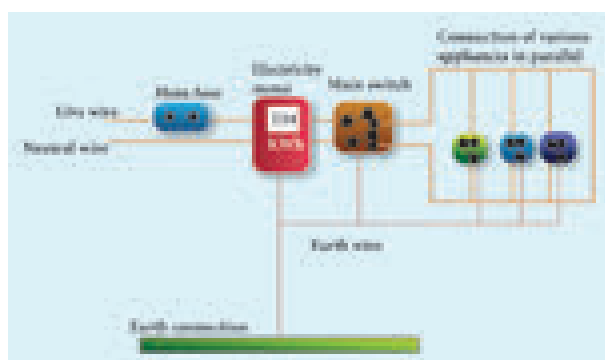 Connection of various
appliances in parallel
Electricity
meter
Main switch
Main fuse
Live wire
kWh
Neutral wire
Earth wire
Earth connection